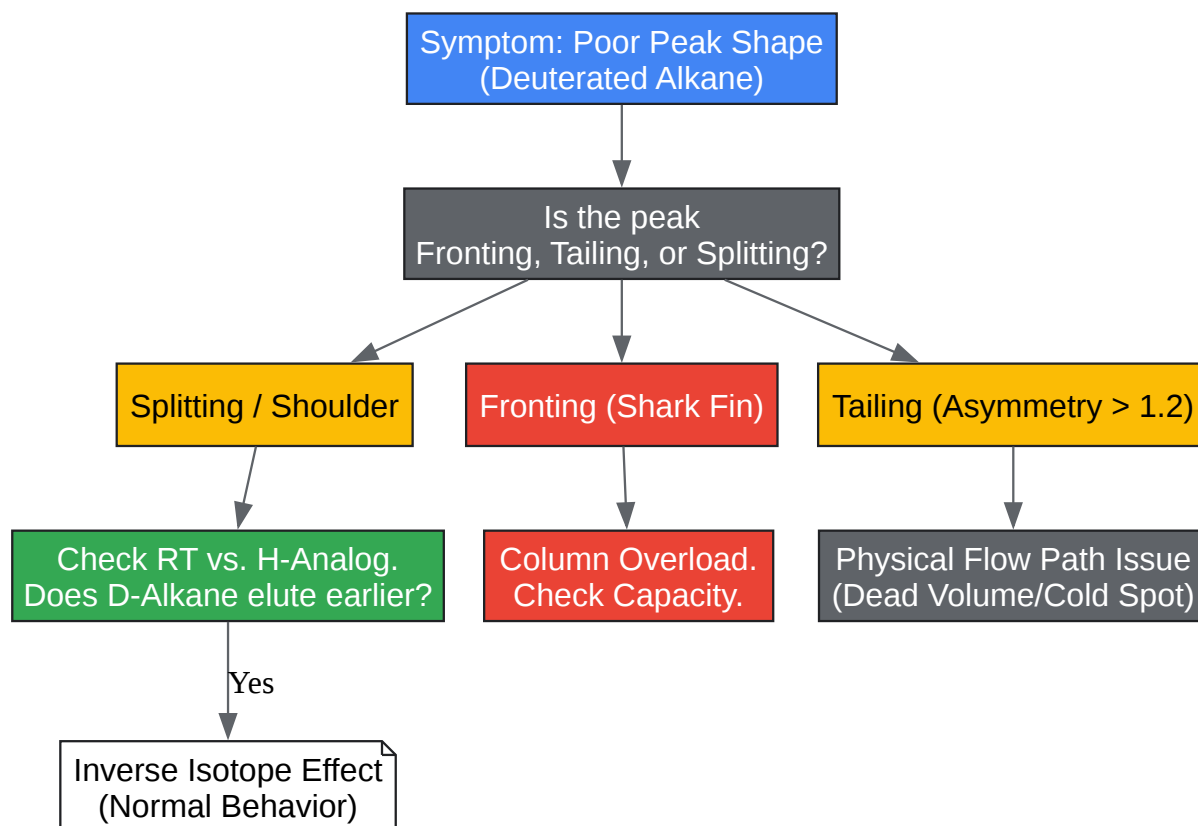 Symptom: Poor Peak Shape
(Deuterated Alkane)
Is the peak
Fronting, Tailing, or Splitting?
Splitting / Shoulder
Fronting (Shark Fin)
Tailing (Asymmetry > 1.2)
Check RT vs. H-Analog.
Does D-Alkane elute earlier?
Column Overload.
Check Capacity.
Physical Flow Path Issue
(Dead Volume/Cold Spot)
Yes
Inverse Isotope Effect
(Normal Behavior)